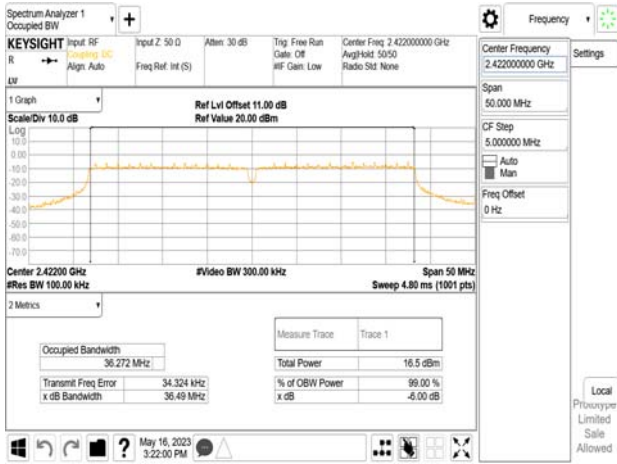 Spectrum Analyzer 1
Occupied BW
+
Frequency
KEYSIGHT Input: RF Input Z: 50 Ω Atten: 30 dB Trig: Free Run Center Freq: 2.422000000 GHz
R Coupling: DC Gate: Off Avg|Hold: 50/50
Align: Auto Freq Ref: Int (S) #IF Gain: Low Radio Std: None
Center Frequency
2.422000000 GHz
Settings
Span
50.000 MHz
CF Step
5.000000 MHz
Auto
Man
Freq Offset
0 Hz
1 Graph
Ref Lvl Offset 11.00 dB
Scale/Div 10.0 dB Ref Value 20.00 dBm
Log
10.0
0.00
-10.0
-20.0
-30.0
-40.0
-50.0
-60.0
-70.0
Center 2.42200 GHz #Video BW 300.00 kHz Span 50 MHz
#Res BW 100.00 kHz Sweep 4.80 ms (1001 pts)
2 Metrics
Measure Trace Trace 1
Occupied Bandwidth
36.272 MHz
Total Power 16.5 dBm
Transmit Freq Error 34.324 kHz % of OBW Power 99.00 %
x dB Bandwidth 36.49 MHz x dB -6.00 dB
Local
Prototype
Limited
Sale
Allowed
May 16, 2023
3:22:00 PM